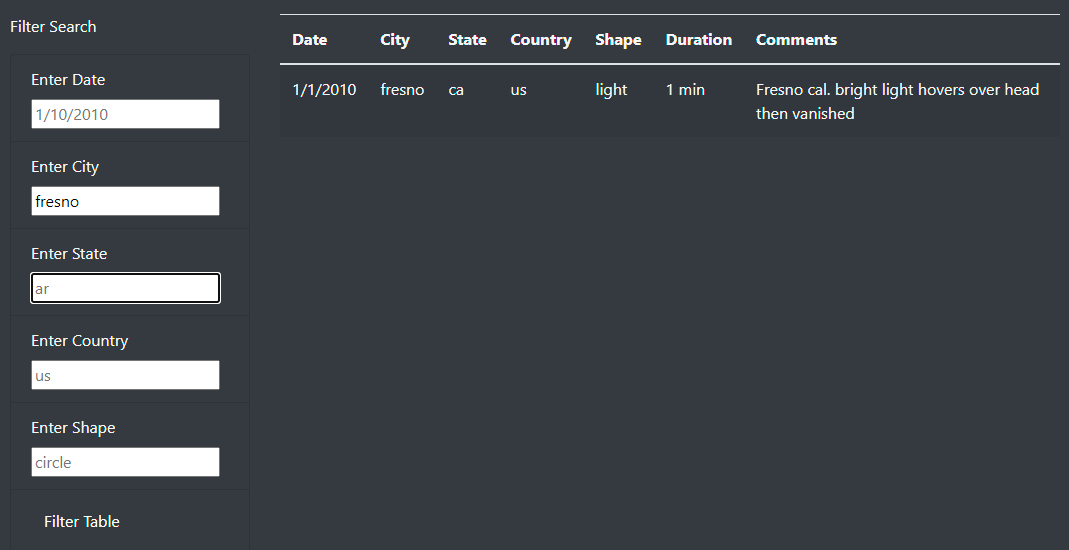 Filter Search
Enter Date
1/10/2010
Enter City
fresno
Enter State
ar
Enter Country
us
Enter Shape
circle
Filter Table
Date City State Country Shape Duration Comments
1/1/2010 fresno ca us light 1 min Fresno cal. bright light hovers over head
then vanished